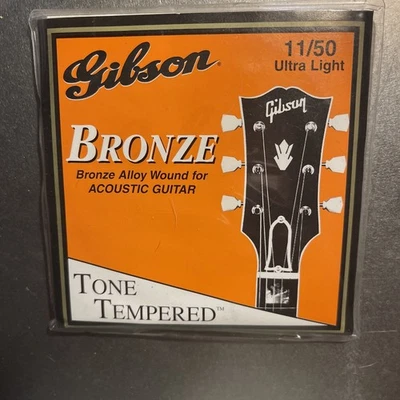 Gibson
11/50
Ultra Light
Gibson
BRONZE
Bronze Alloy Wound for
ACOUSTIC GUITAR
TONE
TEMPERED™